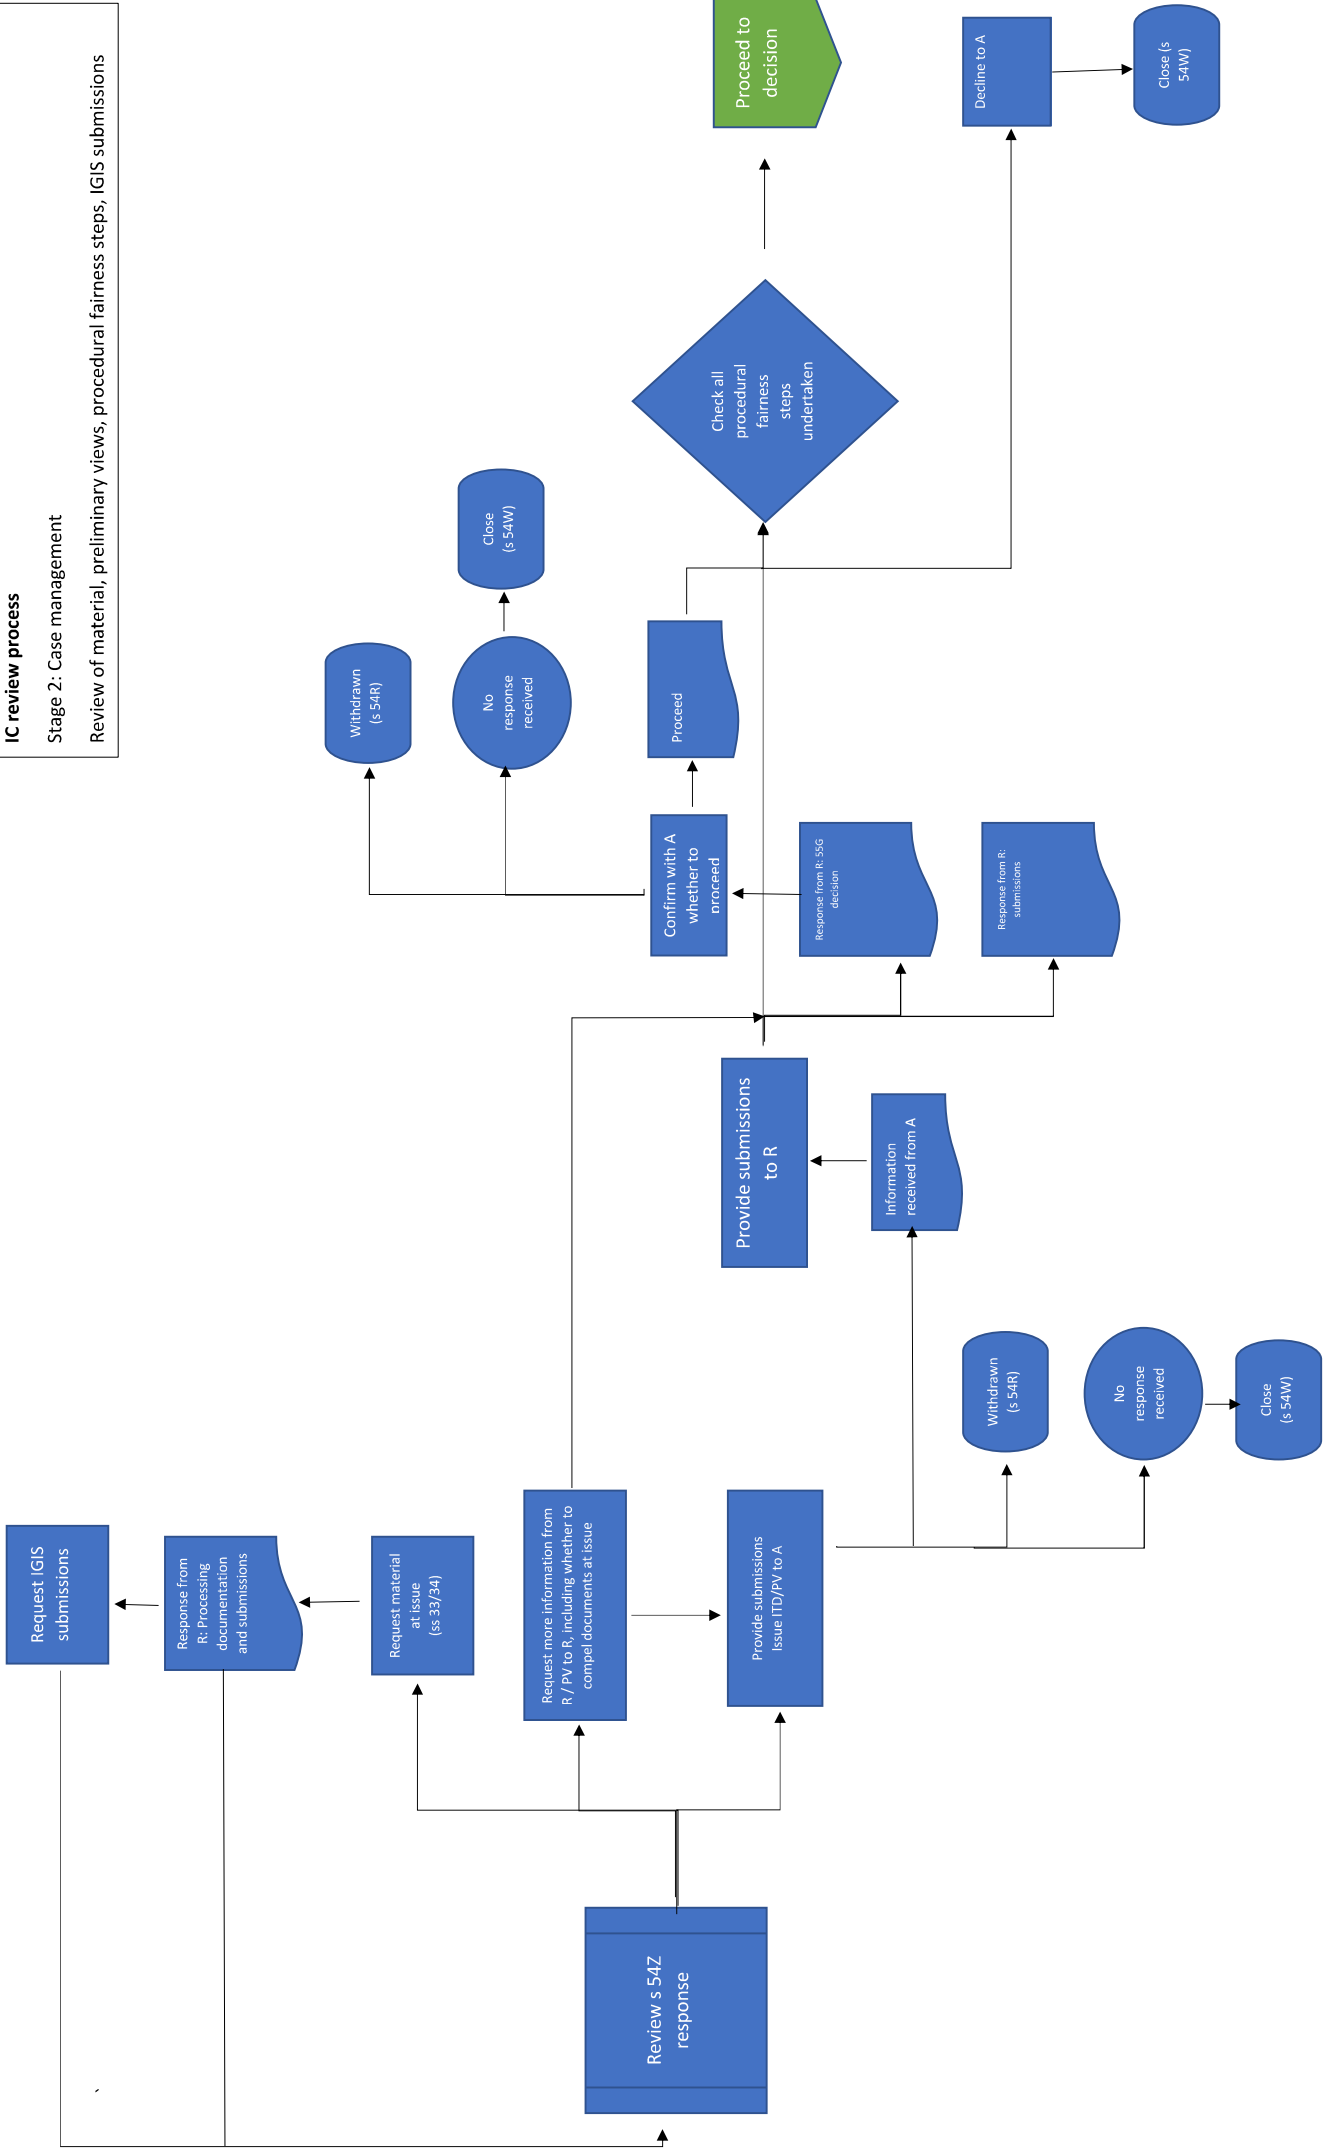 IC review process
Stage 2: Case management
Review of material, preliminary views, procedural fairness steps, IGIS submissions
Request IGIS
submissions
Response from
R: Processing
documentation
and submissions
Request material
at issue
(ss 33/34)
Review s 54Z
response
Request more information from
R / PV to R, including whether to
compel documents at issue
Provide submissions
Issue ITD/PV to A
Withdrawn
(s 54R)
No
response
received
Close
(s 54W)
Information
received from A
Provide submissions
to R
Response from R: 55G
decision
Response from R:
submissions
Confirm with A
whether to
proceed
Withdrawn
(s 54R)
No
response
received
Close
(s 54W)
Proceed
Check all
procedural
fairness
steps
undertaken
Proceed to
decision
Decline to A
Close (s
54W)